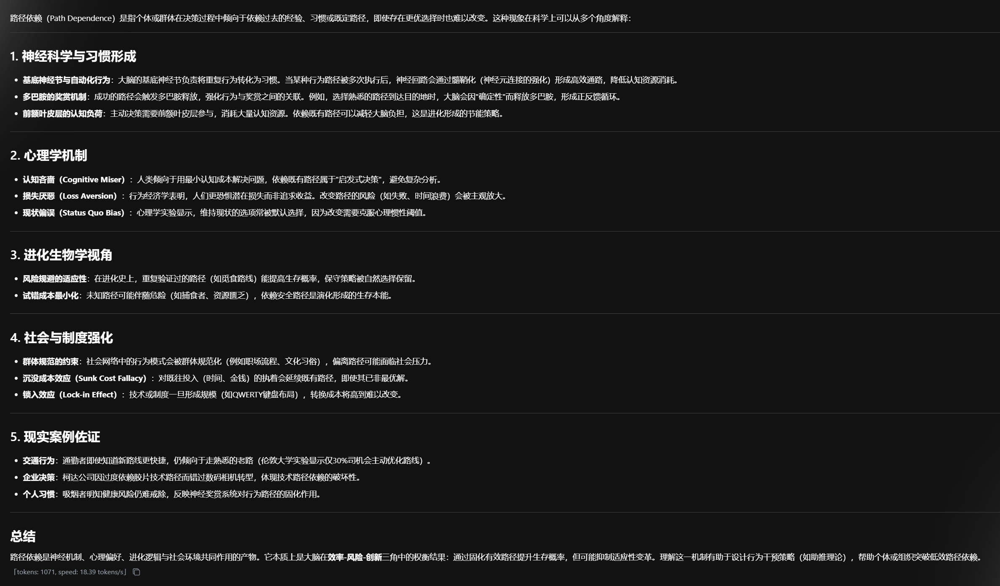 路径依赖（Path Dependence）是指个体或群体在决策过程中倾向于依赖过去的经验、习惯或既定路径，即使存在更优选择时也难以改变。这种现象在科学上可以从多个角度解释：
1. 神经科学与习惯形成
• 基底神经节与自动化行为：大脑的基底神经节负责将重复行为转化为习惯。当某种行为路径被多次执行后，神经回路会通过髓鞘化（神经元连接的强化）形成高效通路，降低认知资源消耗。
• 多巴胺的奖赏机制：成功的路径会触发多巴胺释放，强化行为与奖赏之间的关联。例如，选择熟悉的路径到达目的地时，大脑会因"确定性"而释放多巴胺，形成正反馈循环。
• 前额叶皮层的认知负荷：主动决策需要前额叶皮层参与，消耗大量认知资源。依赖既有路径可以减轻大脑负担，这是进化形成的节能策略。
2. 心理学机制
• 认知吝啬（Cognitive Miser）：人类倾向于用最小认知成本解决问题，依赖既有路径属于"启发式决策"，避免复杂分析。
• 损失厌恶（Loss Aversion）：行为经济学表明，人们更恐惧潜在损失而非追求收益。改变路径的风险（如失败、时间浪费）会被主观放大。
• 现状偏误（Status Quo Bias）：心理学实验显示，维持现状的选项常被默认选择，因为改变需要克服心理惯性阈值。
3. 进化生物学视角
• 风险规避的适应性：在进化史上，重复验证过的路径（如觅食路线）能提高生存概率，保守策略被自然选择保留。
• 试错成本最小化：未知路径可能伴随危险（如捕食者、资源匮乏），依赖安全路径是演化形成的生存本能。
4. 社会与制度强化
• 群体规范的约束：社会网络中的行为模式会被群体规范化（例如职场流程、文化习俗），偏离路径可能面临社会压力。
• 沉没成本效应（Sunk Cost Fallacy）：对既往投入（时间、金钱）的执着会延续既有路径，即使其已非最优解。
• 锁入效应（Lock-in Effect）：技术或制度一旦形成规模（如QWERTY键盘布局），转换成本将高到难以改变。
5. 现实案例佐证
• 交通行为：通勤者即使知道新路线更快捷，仍倾向于走熟悉的老路（伦敦大学实验显示仅30%司机会主动优化路线）。
• 企业决策：柯达公司因过度依赖胶片技术路径而错过数码相机转型，体现技术路径依赖的破坏性。
• 个人习惯：吸烟者明知健康风险仍难戒除，反映神经奖赏系统对行为路径的固化作用。
总结
路径依赖是神经机制、心理偏好、进化逻辑与社会环境共同作用的产物。它本质上是大脑在效率-风险-创新三角中的权衡结果：通过固化有效路径提升生存概率，但可能抑制适应性变革。理解这一机制有助于设计行为干预策略（如助推理论），帮助个体或组织突破低效路径依赖。
「tokens: 1071, speed: 18.39 tokens/s」